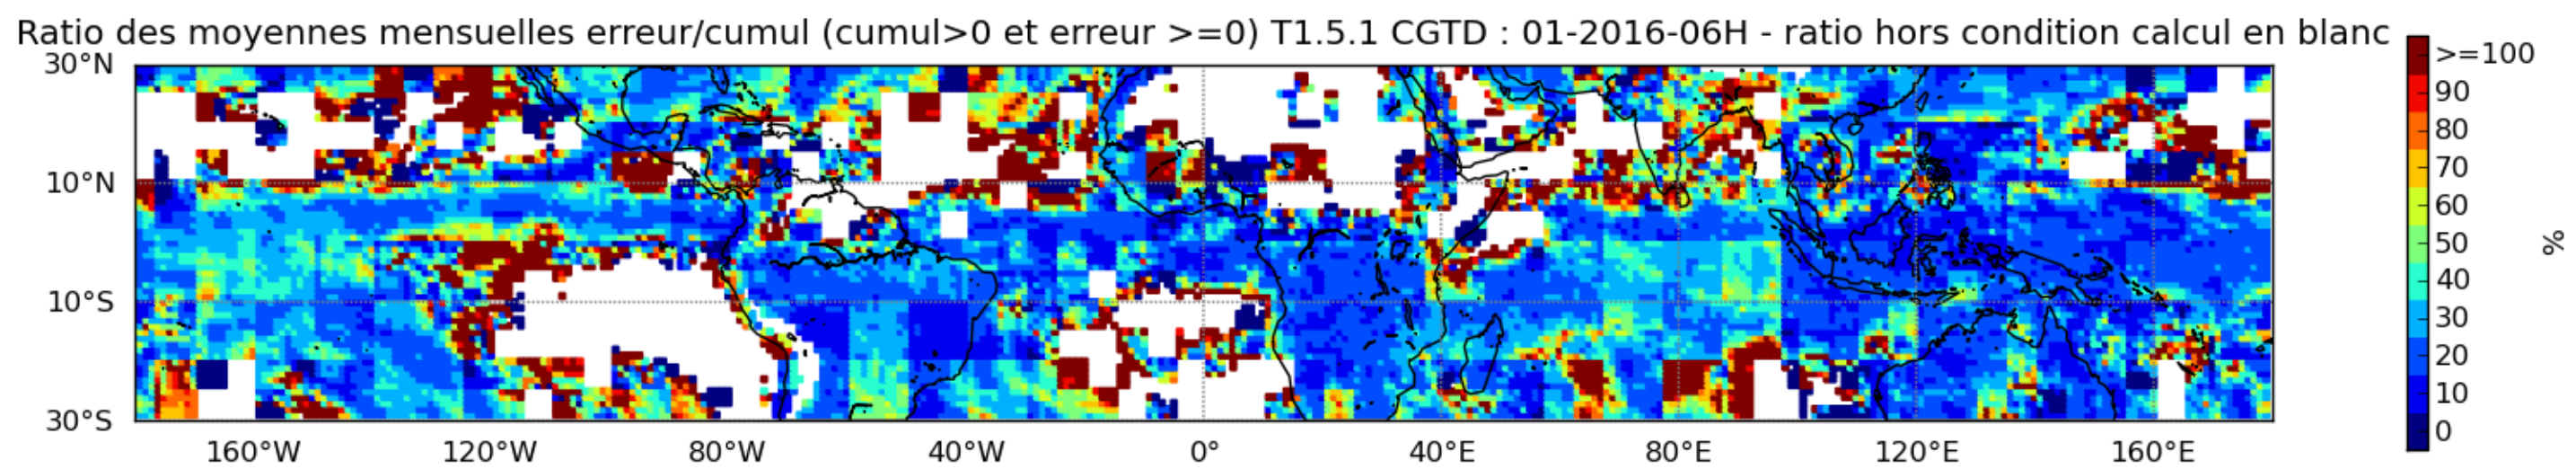 Ratio des moyennes mensuelles erreur/cumul (cumul>0 et erreur >=0) T1.5.1 CGTD : 01-2016-06H - ratio hors condition calcul en blanc
30°N
10°N
10°S
30°S
160°W 120°W 80°W 40°W 0° 40°E 80°E 120°E 160°E
>=100
90
80
70
60
50
40
30
20
10
0
%